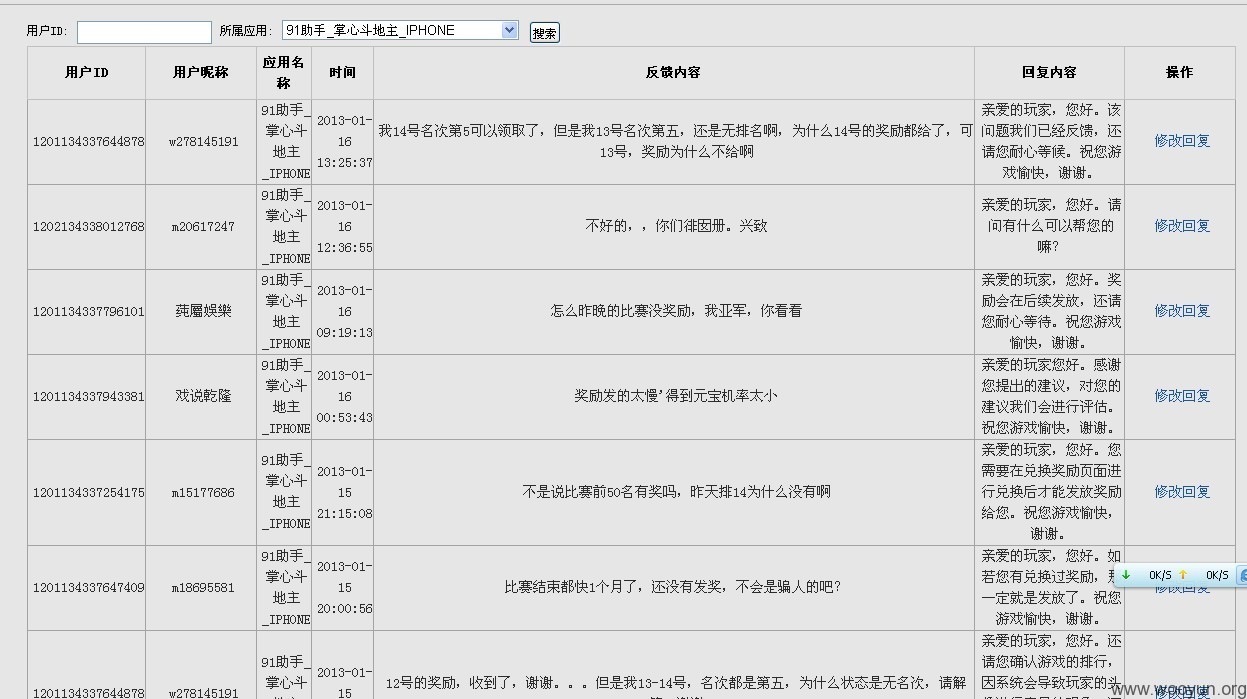 用户ID: 所属应用: 91助手_掌心斗地主_IPHONE 搜索
用户ID 用户昵称 应用名称 时间 反馈内容 回复内容 操作
1201134337644878 w278145191 91助手_掌心斗地主_IPHONE 2013-01-16 13:25:37 我14号名次第5可以领取了，但是我13号名次第五，还是无排名啊，为什么14号的奖励都给了，可13号，奖励为什么不给啊 亲爱的玩家，您好。该问题我们已经反馈，还请您耐心等候。祝您游戏愉快，谢谢。 修改回复
1202134338012768 m20617247 91助手_掌心斗地主_IPHONE 2013-01-16 12:36:55 不好的，，你们徘囡册。兴致 亲爱的玩家，您好。请问有什么可以帮您的嘛？ 修改回复
1201134337796101 莼屬娛樂 91助手_掌心斗地主_IPHONE 2013-01-16 09:19:13 怎么昨晚的比赛没奖励，我亚军，你看看 亲爱的玩家，您好。奖励会在后续发放，还请您耐心等待。祝您游戏愉快，谢谢。 修改回复
1201134337943381 戏说乾隆 91助手_掌心斗地主_IPHONE 2013-01-16 00:53:43 奖励发的太慢'得到元宝机率太小 亲爱的玩家您好。感谢您提出的建议，对您的建议我们会进行评估。祝您游戏愉快，谢谢。 修改回复
1201134337254175 m15177686 91助手_掌心斗地主_IPHONE 2013-01-15 21:15:08 不是说比赛前50名有奖吗，昨天排14为什么没有啊 亲爱的玩家，您好。您需要在兑换奖励页面进行兑换后才能发放奖励给您。祝您游戏愉快，谢谢。 修改回复
1201134337647409 m18695581 91助手_掌心斗地主_IPHONE 2013-01-15 20:00:56 比赛结束都快1个月了，还没有发奖，不会是骗人的吧？ 亲爱的玩家，您好。如若您有兑换过奖励，那一定就是发放了。祝您游戏愉快，谢谢。 修改回复
0K/S 0K/S
1201134337644878 w278145191 91助手_掌心斗地主 2013-01-15 12号的奖励，收到了，谢谢。。。但是我13-14号，名次都是第五，为什么状态是无名次，请解 亲爱的玩家，您好。还请您确认游戏的排行，因系统会导致玩家的头
www.wooyun.org